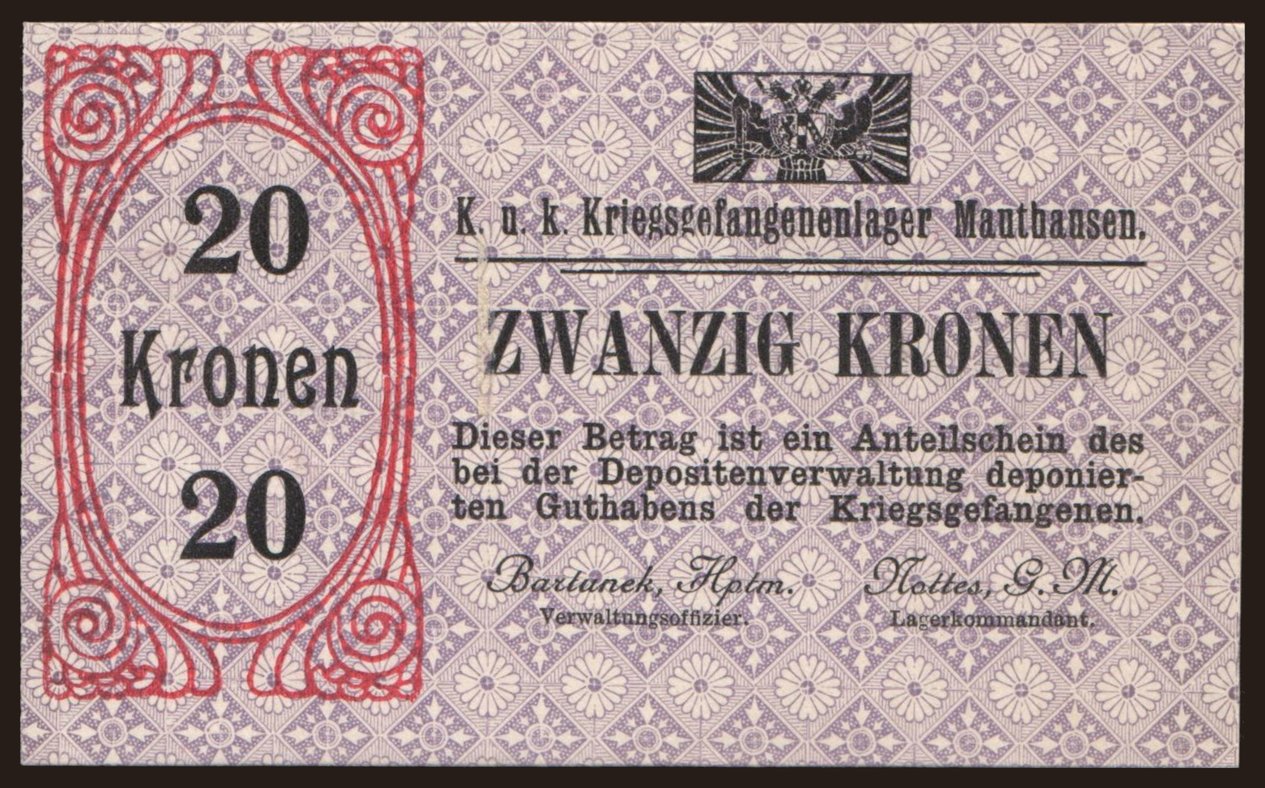 20
Kronen
20
K. u. k. Kriegsgefangenenlager Mauthausen.
ZWANZIG KRONEN
Dieser Betrag ist ein Anteilschein des
bei der Depositenverwaltung deponier-
ten Guthabens der Kriegsgefangenen.
Bartanek, Hptm. Nottes, G. M.
Verwaltungsoffizier. Lagerkommandant.